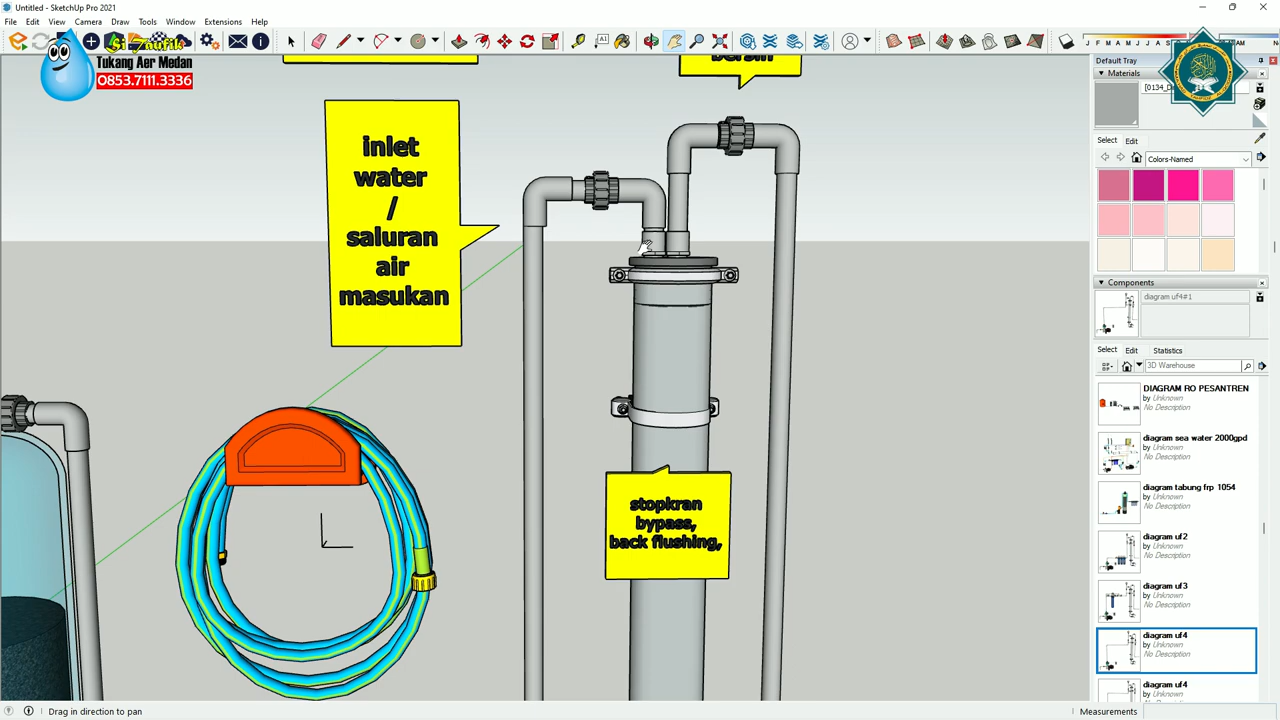 Untitled - SketchUp Pro 2021
File Edit View Camera Draw Tools Window Extensions Help
Si Taufik
Tukang Aer Medan
0853.7111.3336
J F M A M J J A S O N D
AM
inlet
water
/
saluran
air
masukan
bersih
stopkran
bypass,
back flushing,
Default Tray
Materials
Select Edit
Colors-Named
Components
diagram uf4#1
Select Edit Statistics
3D Warehouse
DIAGRAM RO PESANTREN
by Unknown
No Description
diagram sea water 2000gpd
by Unknown
No Description
diagram tabung frp 1054
by Unknown
No Description
diagram uf2
by Unknown
No Description
diagram uf3
by Unknown
No Description
diagram uf4
by Unknown
No Description
diagram uf4
by Unknown
Drag in direction to pan
Measurements